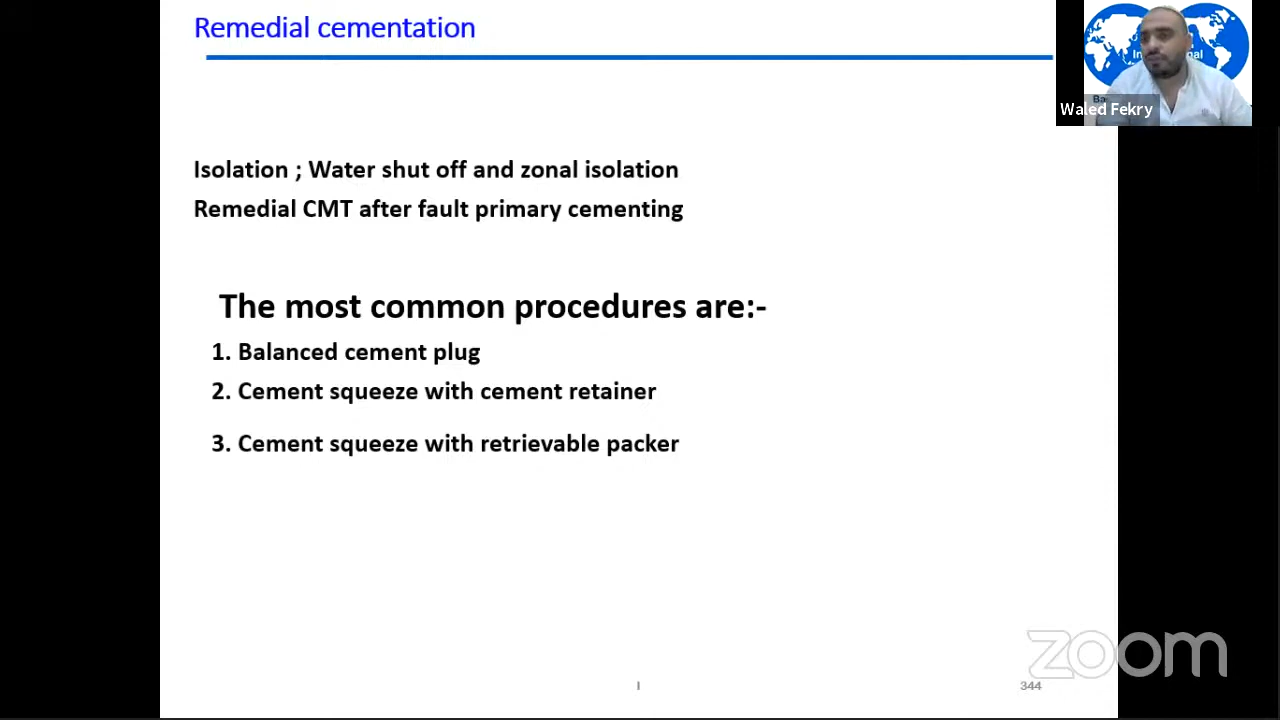 Remedial cementation
Waled Fekry
Isolation ; Water shut off and zonal isolation
Remedial CMT after fault primary cementing
The most common procedures are:-
1. Balanced cement plug
2. Cement squeeze with cement retainer
3. Cement squeeze with retrievable packer
zoom
I
344